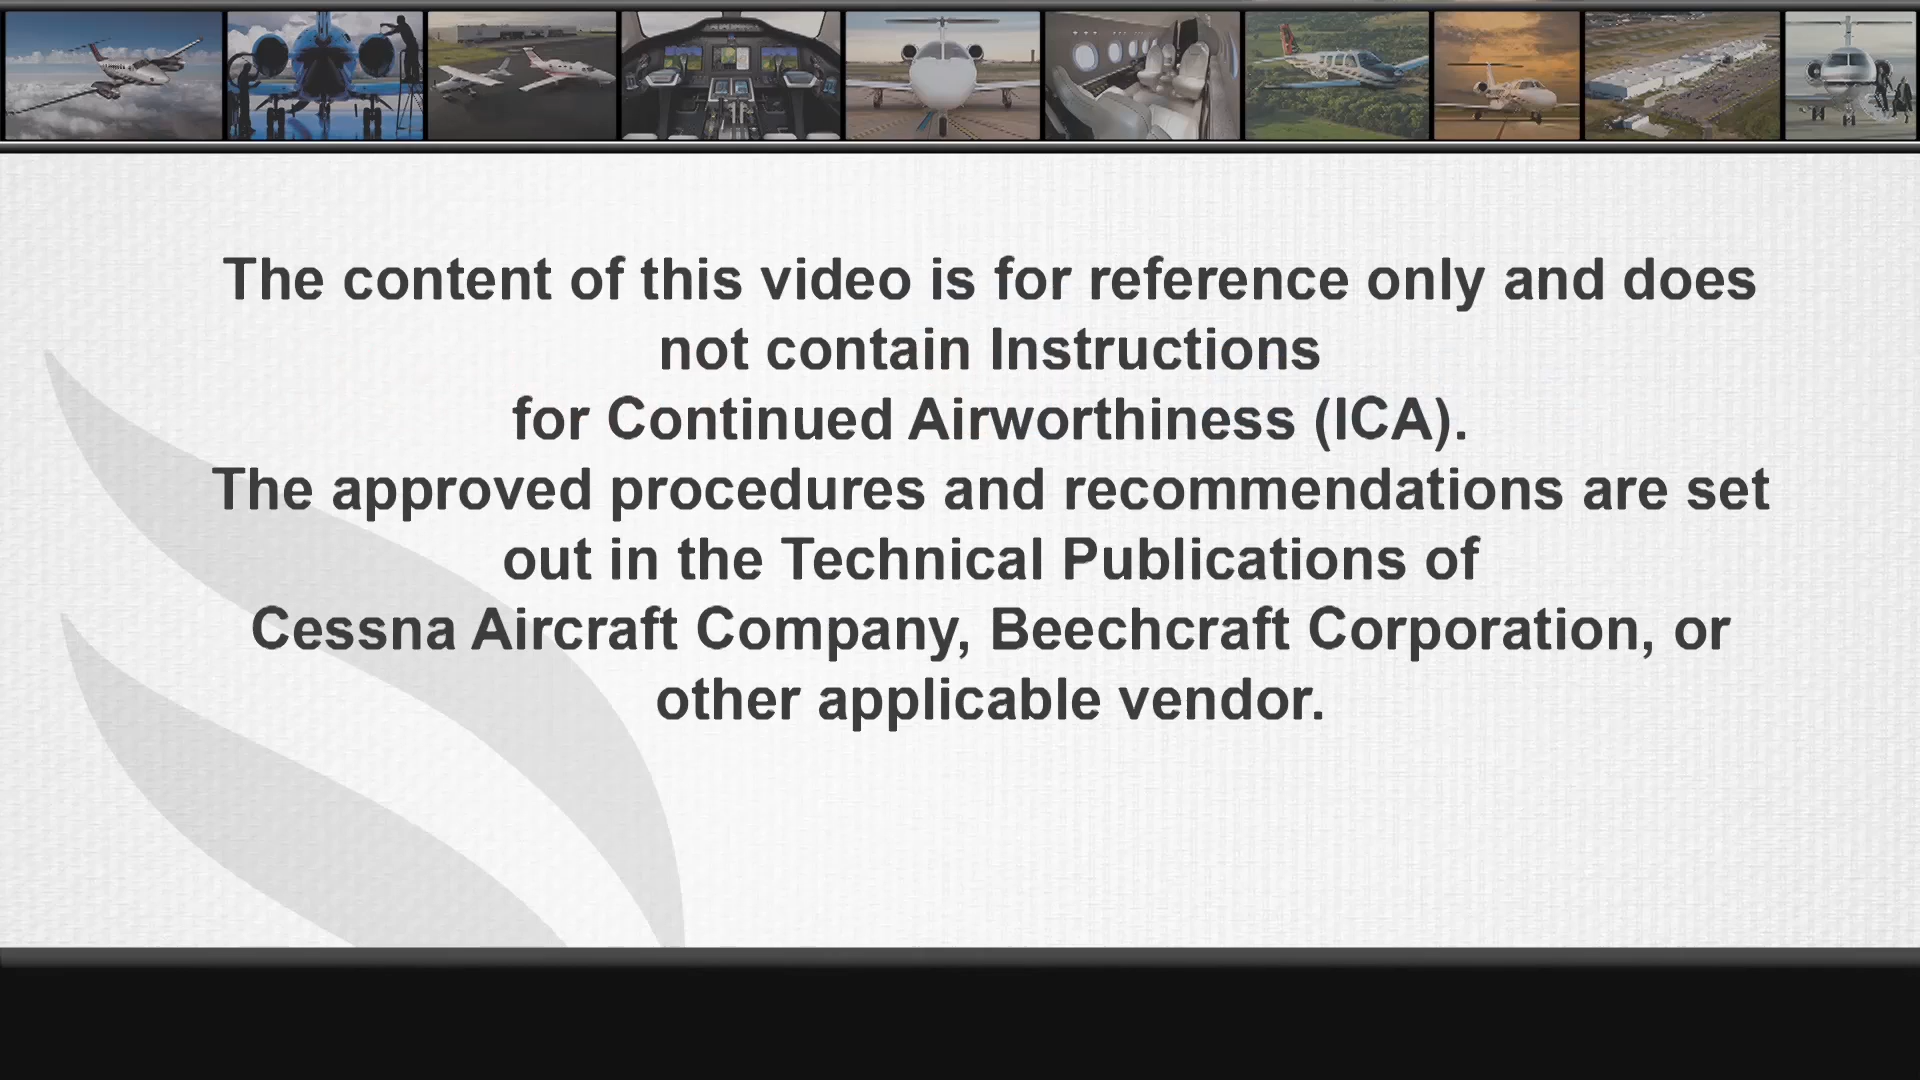 The content of this video is for reference only and does
not contain Instructions
for Continued Airworthiness (ICA).
The approved procedures and recommendations are set
out in the Technical Publications of
Cessna Aircraft Company, Beechcraft Corporation, or
other applicable vendor.